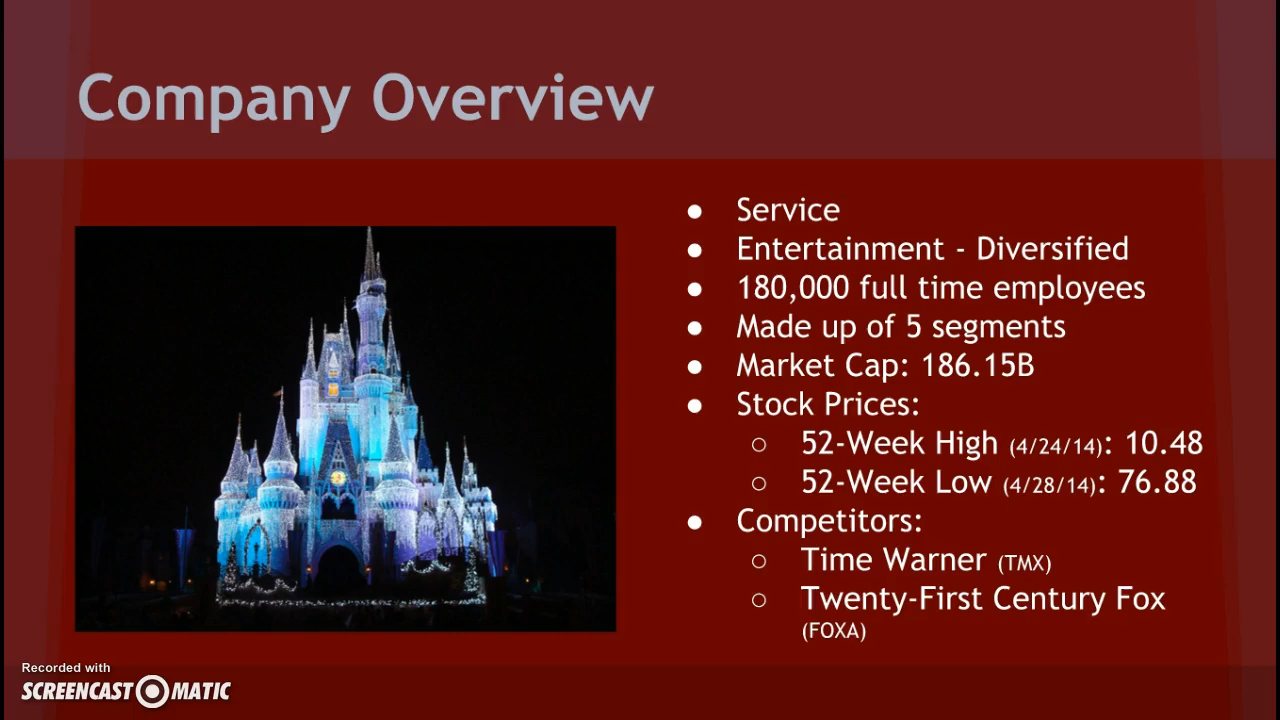 Company Overview
● Service
● Entertainment - Diversified
● 180,000 full time employees
● Made up of 5 segments
● Market Cap: 186.15B
● Stock Prices:
○ 52-Week High (4/24/14): 10.48
○ 52-Week Low (4/28/14): 76.88
● Competitors:
○ Time Warner (TMX)
○ Twenty-First Century Fox
(FOXA)
Recorded with
SCREENCAST-O-MATIC